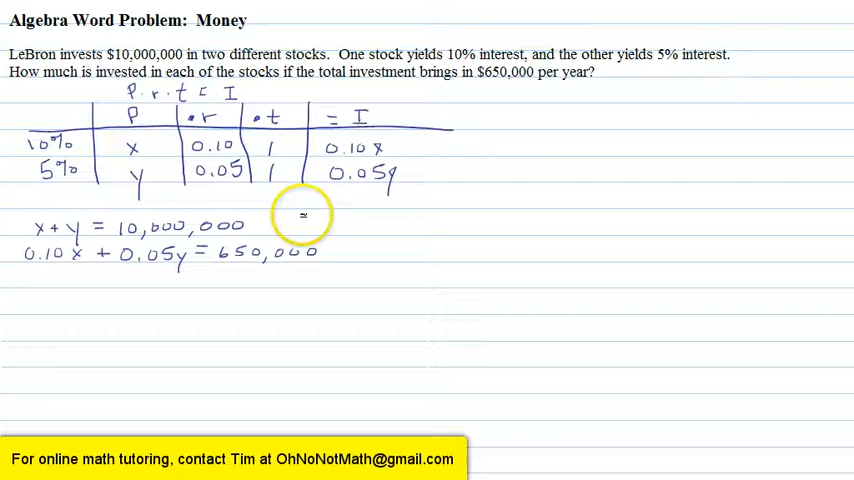 Algebra Word Problem: Money
LeBron invests $10,000,000 in two different stocks. One stock yields 10% interest, and the other yields 5% interest.
How much is invested in each of the stocks if the total investment brings in $650,000 per year?
P · r · t = I
P · r · t = I
10% x 0.10 1 0.10x
5% y 0.05 1 0.05y
x + y = 10,000,000
0.10x + 0.05y = 650,000
For online math tutoring, contact Tim at OhNoNotMath@gmail.com